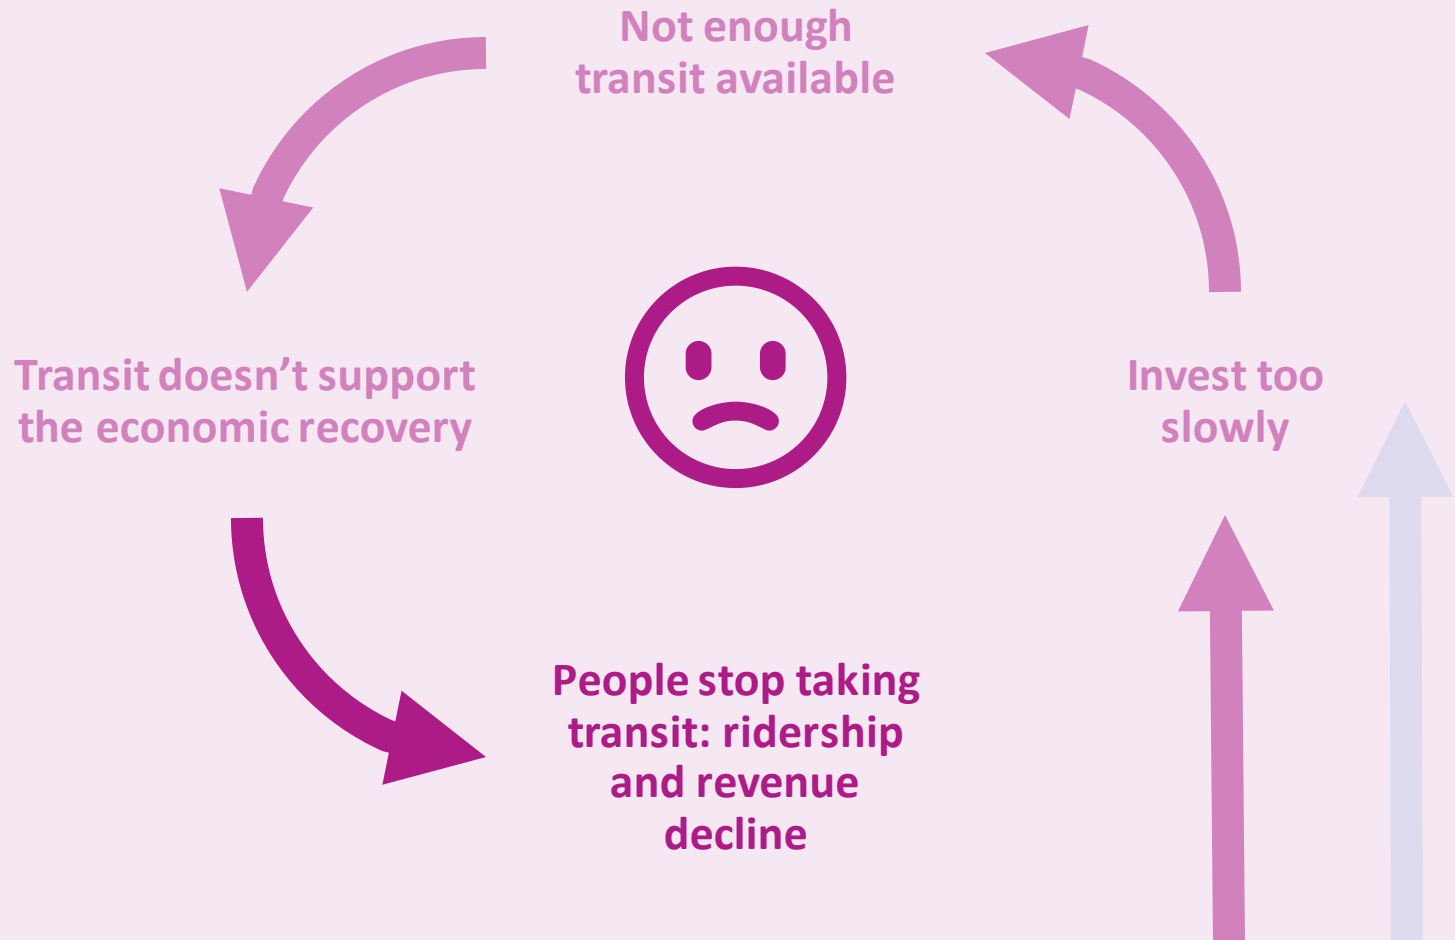 Not enough
transit available
Transit doesn’t support
the economic recovery
Invest too
slowly
People stop taking
transit: ridership
and revenue
decline